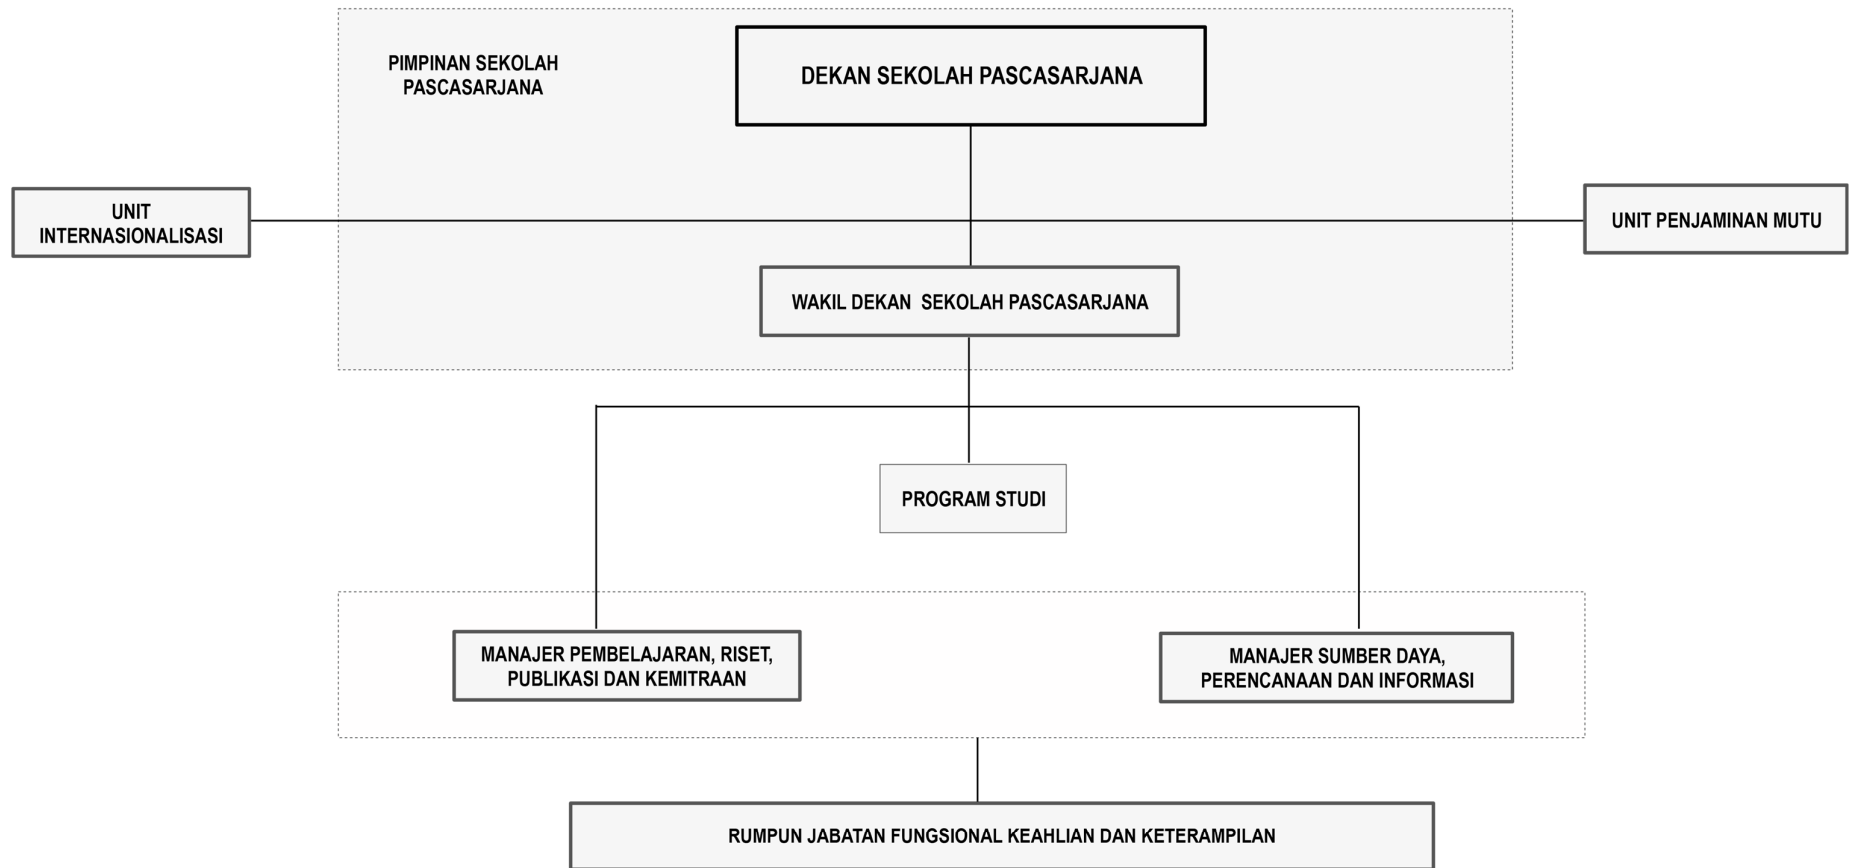 PIMPINAN SEKOLAH
PASCASARJANA
DEKAN SEKOLAH PASCASARJANA
UNIT
INTERNASIONALISASI
UNIT PENJAMINAN MUTU
WAKIL DEKAN  SEKOLAH PASCASARJANA
PROGRAM STUDI
MANAJER PEMBELAJARAN, RISET,
PUBLIKASI DAN KEMITRAAN
MANAJER SUMBER DAYA,
PERENCANAAN DAN INFORMASI
RUMPUN JABATAN FUNGSIONAL KEAHLIAN DAN KETERAMPILAN